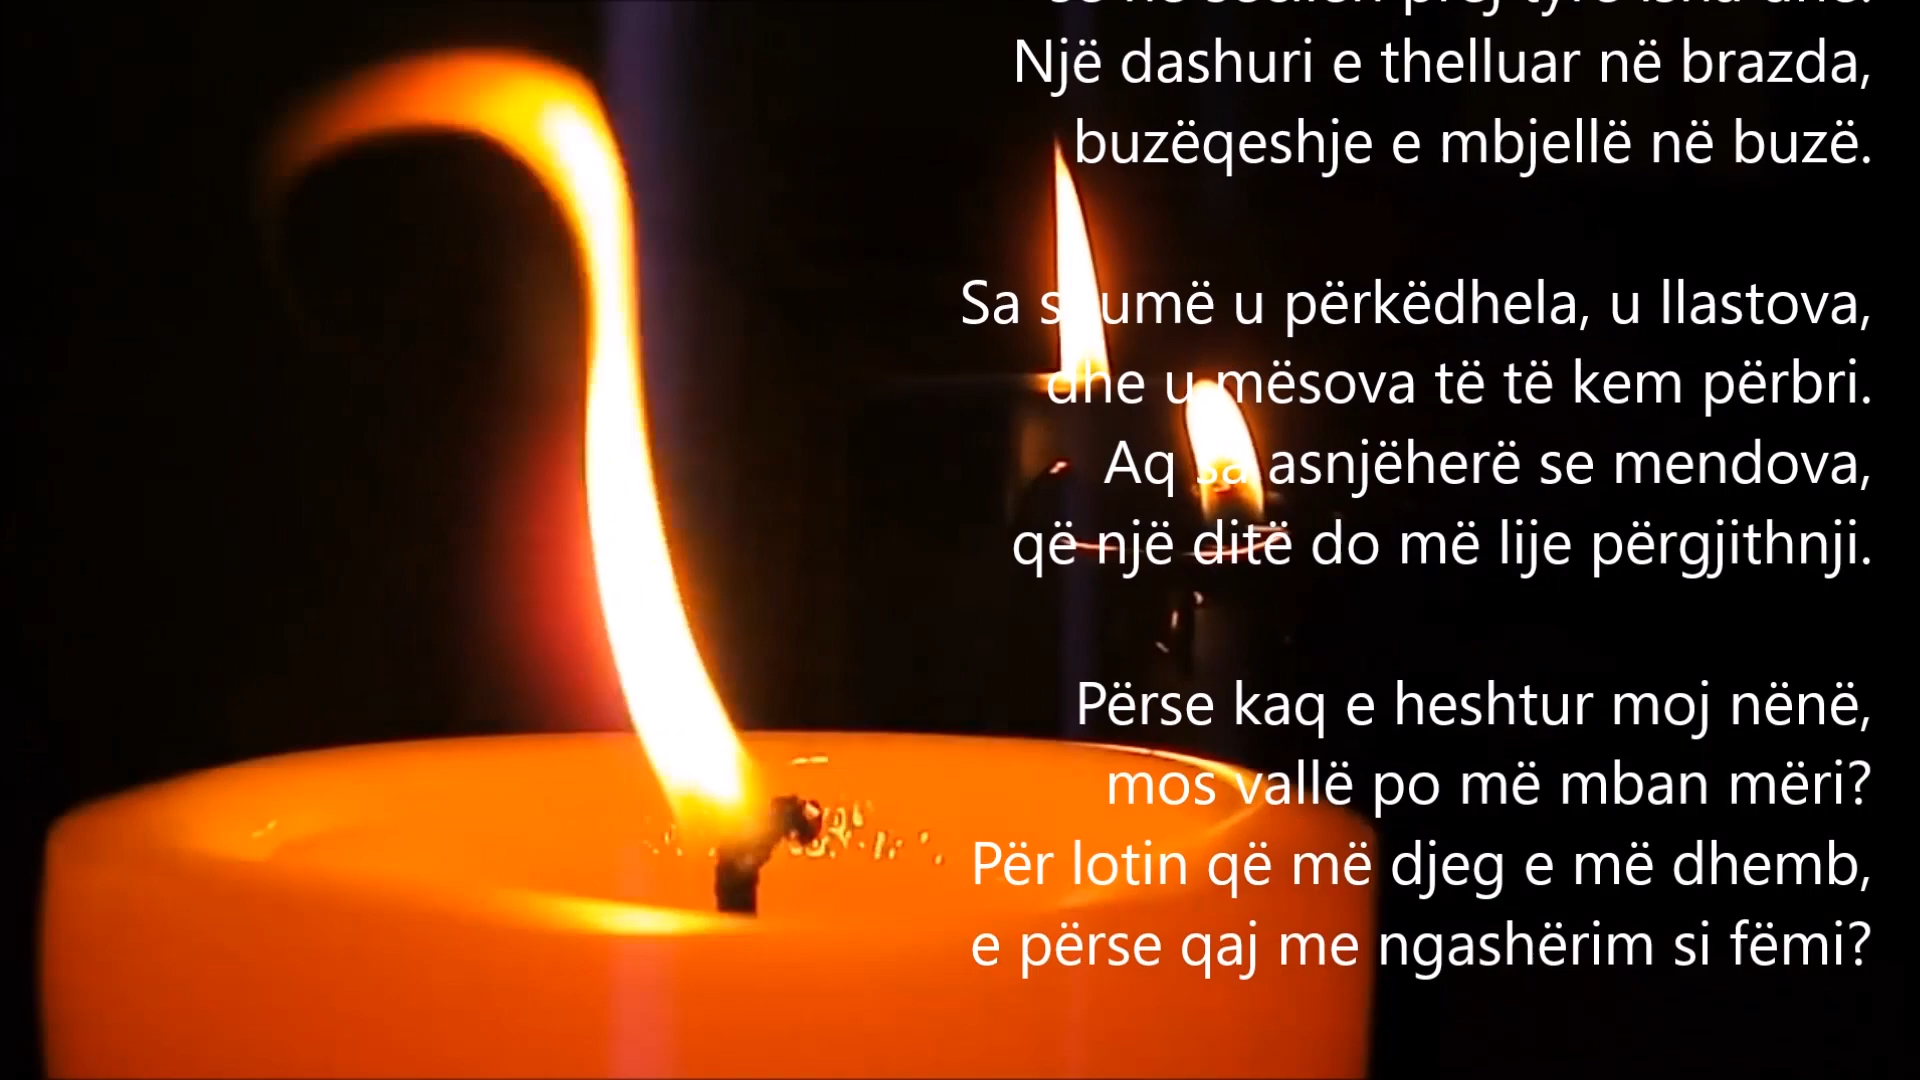 Një dashuri e thelluar në brazda,
buzëqeshje e mbjellë në buzë.
Sa shumë u përkëdhela, u llastova,
dhe u mësova të të kem përbri.
Aq sa asnjëherë se mendova,
që një ditë do më lije përgjithnji.
Përse kaq e heshtur moj nënë,
mos vallë po më mban mëri?
Për lotin që më djeg e më dhemb,
e përse qaj me ngashërim si fëmi?